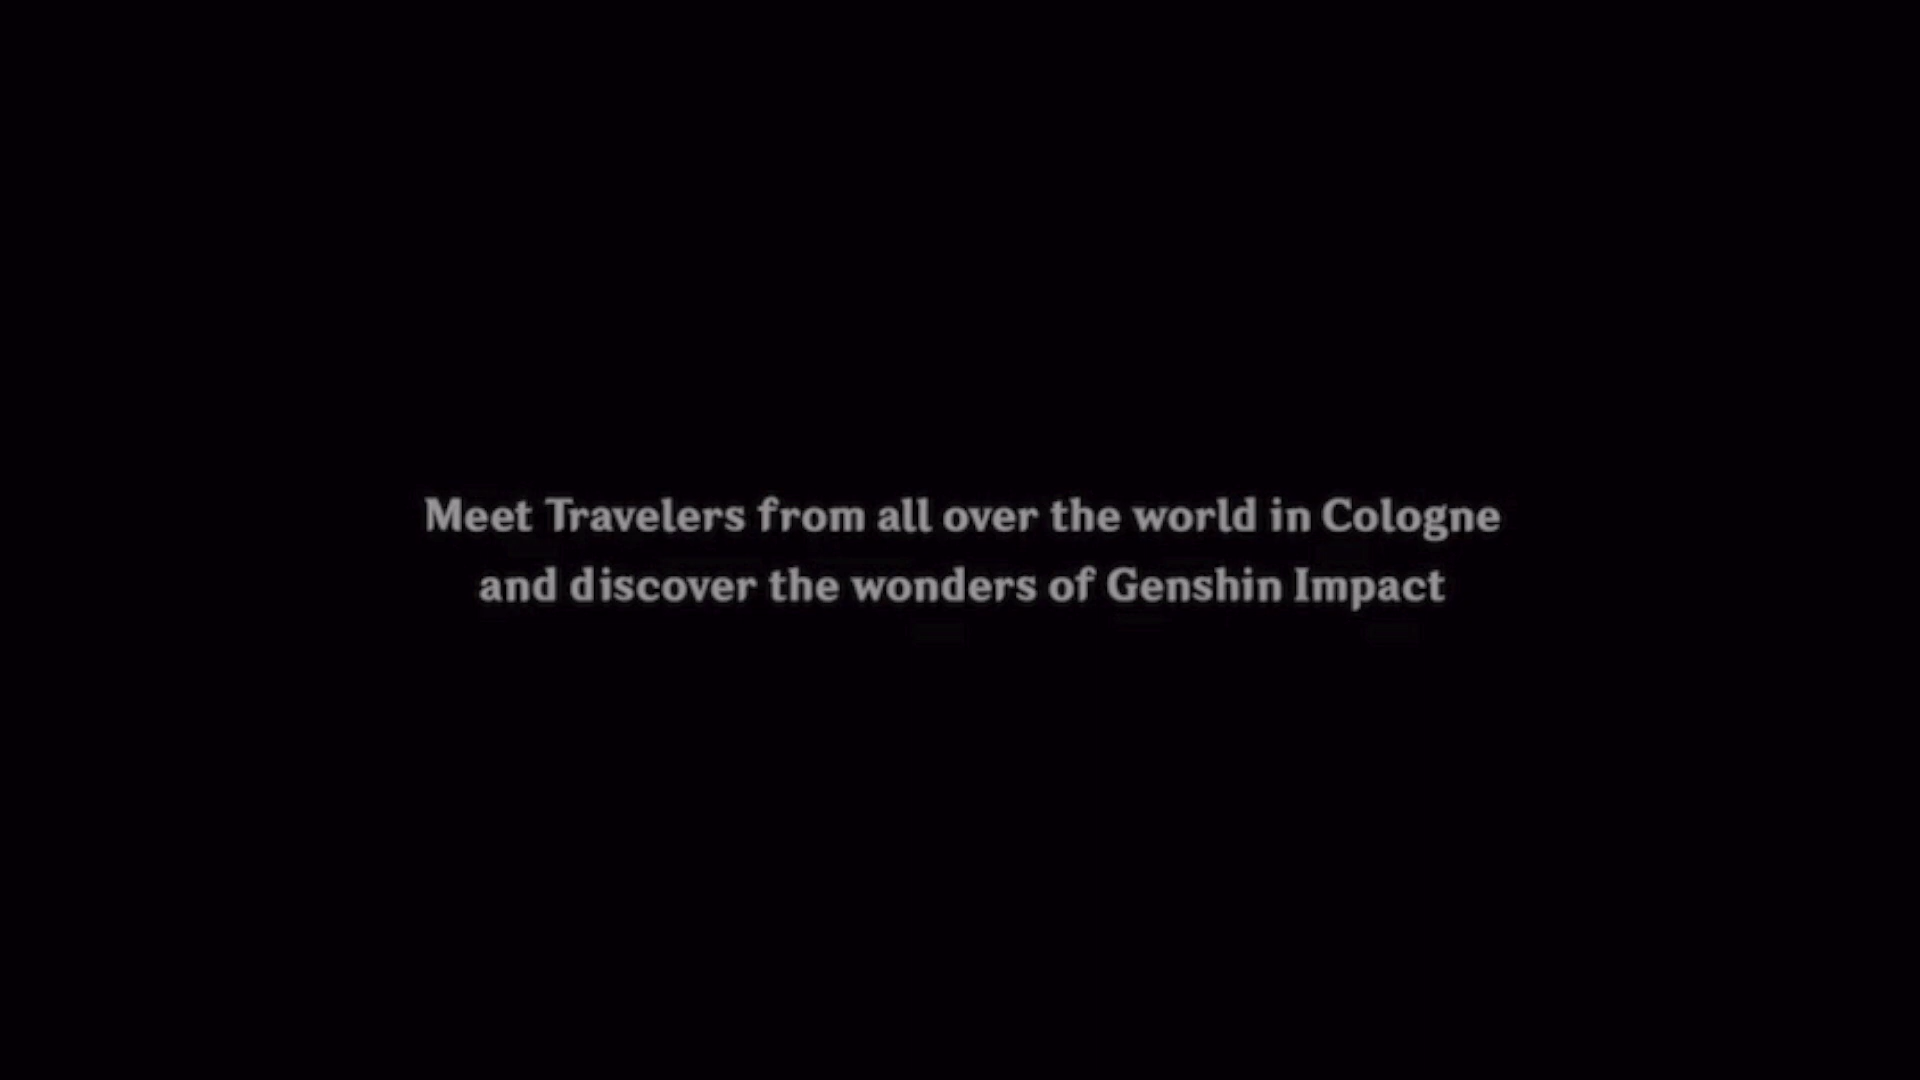 Meet Travelers from all over the world in Cologne
and discover the wonders of Genshin Impact